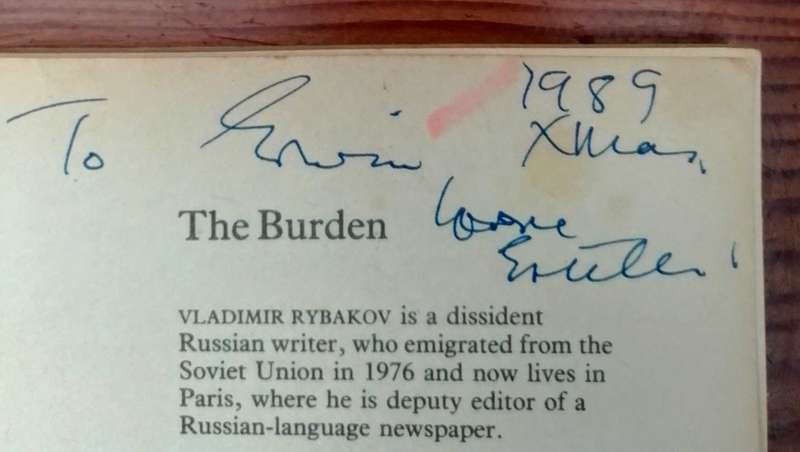 To Erwin
1989
XMas,
Love
The Burden
VLADIMIR RYBAKOV is a dissident
Russian writer, who emigrated from the
Soviet Union in 1976 and now lives in
Paris, where he is deputy editor of a
Russian-language newspaper.